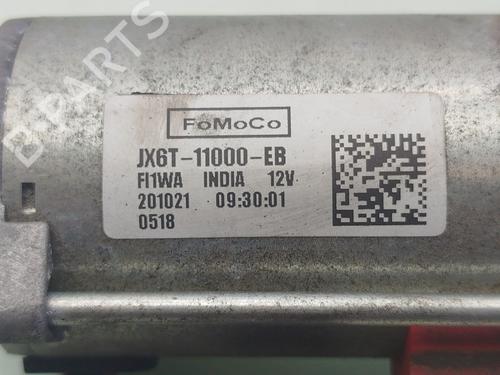 B-PARTS
FoMoCo
JX6T-11000-EB
FI1WA INDIA 12V
201021 09:30:01
0518